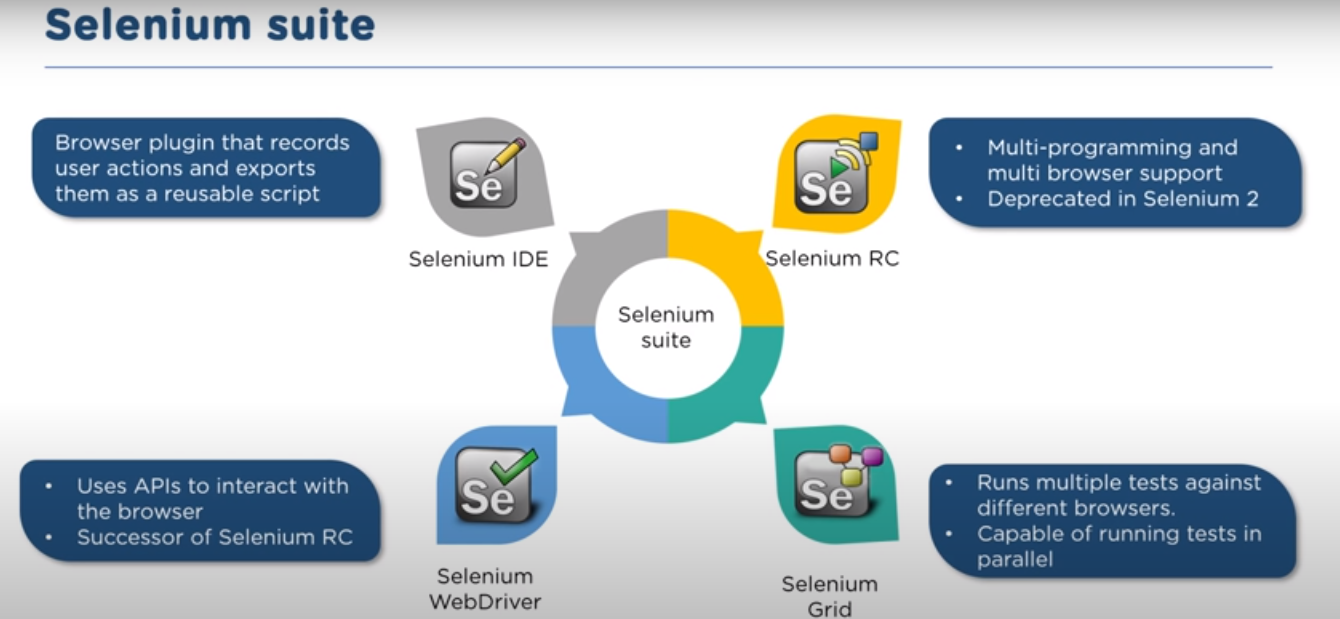 Selenium suite
Browser plugin that records
user actions and exports
them as a reusable script
Se
Selenium IDE
Se
Selenium RC
• Multi-programming and
multi browser support
• Deprecated in Selenium 2
Selenium
suite
• Uses APIs to interact with
the browser
• Successor of Selenium RC
Se
Selenium
WebDriver
Se
Selenium
Grid
• Runs multiple tests against
different browsers.
• Capable of running tests in
parallel